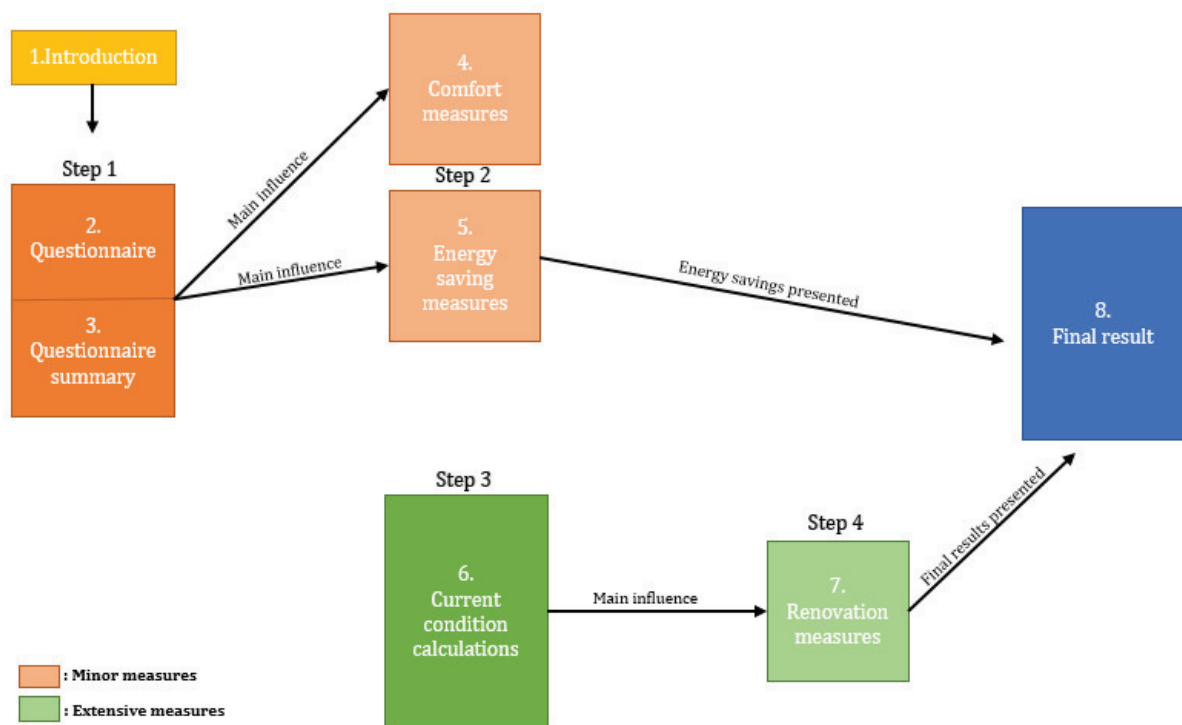 1.Introduction
Step 1
2.
Questionnaire
3.
Questionnaire
summary
Main influence
Main influence
4.
Comfort
measures
Step 2
5.
Energy
saving
measures
Energy savings presented
8.
Final result
Step 3
6.
Current
condition
calculations
Main influence
Step 4
7.
Renovation
measures
Final results presented
: Minor measures
: Extensive measures